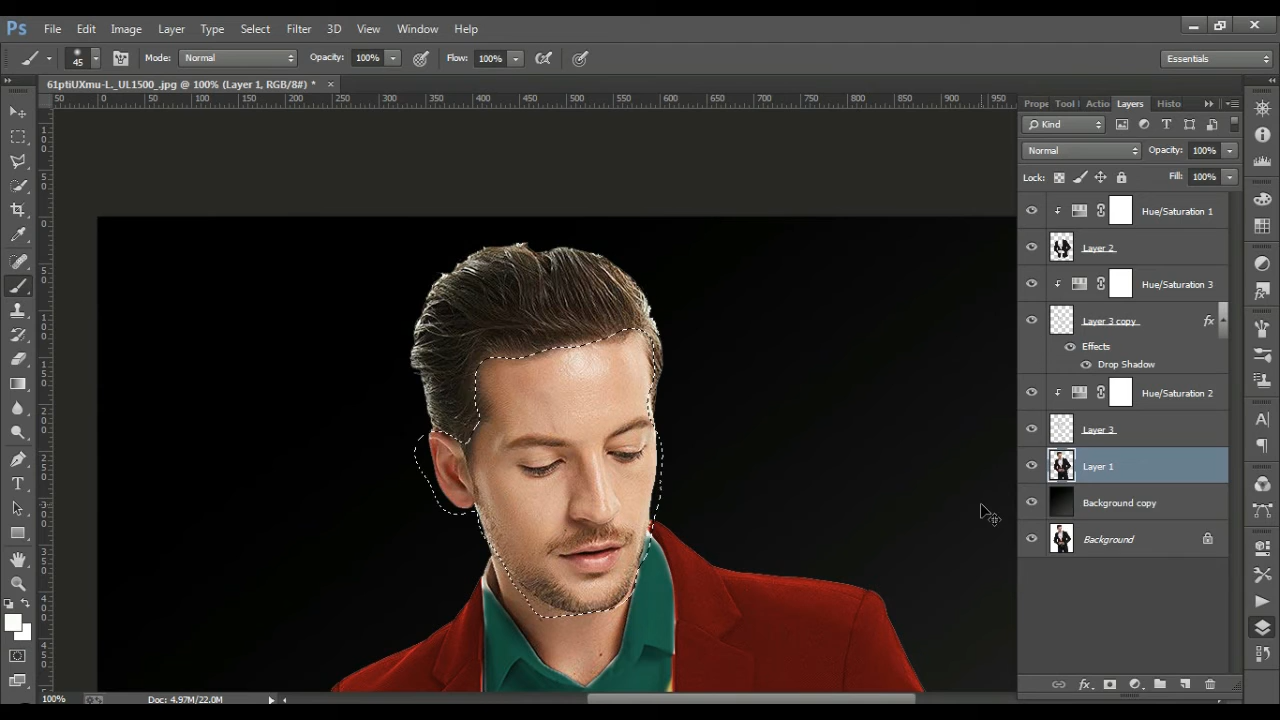 Ps File Edit Image Layer Type Select Filter 3D View Window Help
45 Mode: Normal Opacity: 100% Flow: 100% Essentials
61ptiUXmu-L._UL1500_.jpg @ 100% (Layer 1, RGB/8#) * ×
50 0 50 100 150 200 250 300 350 400 450 500 550 600 650 700 750 800 850 900 950
Prope Tool Actio Layers Histo
Kind
Normal Opacity: 100%
Lock: Fill: 100%
Hue/Saturation 1
Layer 2
Hue/Saturation 3
Layer 3 copy fx
Effects
Drop Shadow
Hue/Saturation 2
Layer 3
Layer 1
Background copy
Background
100% Doc: 4.97M/22.0M